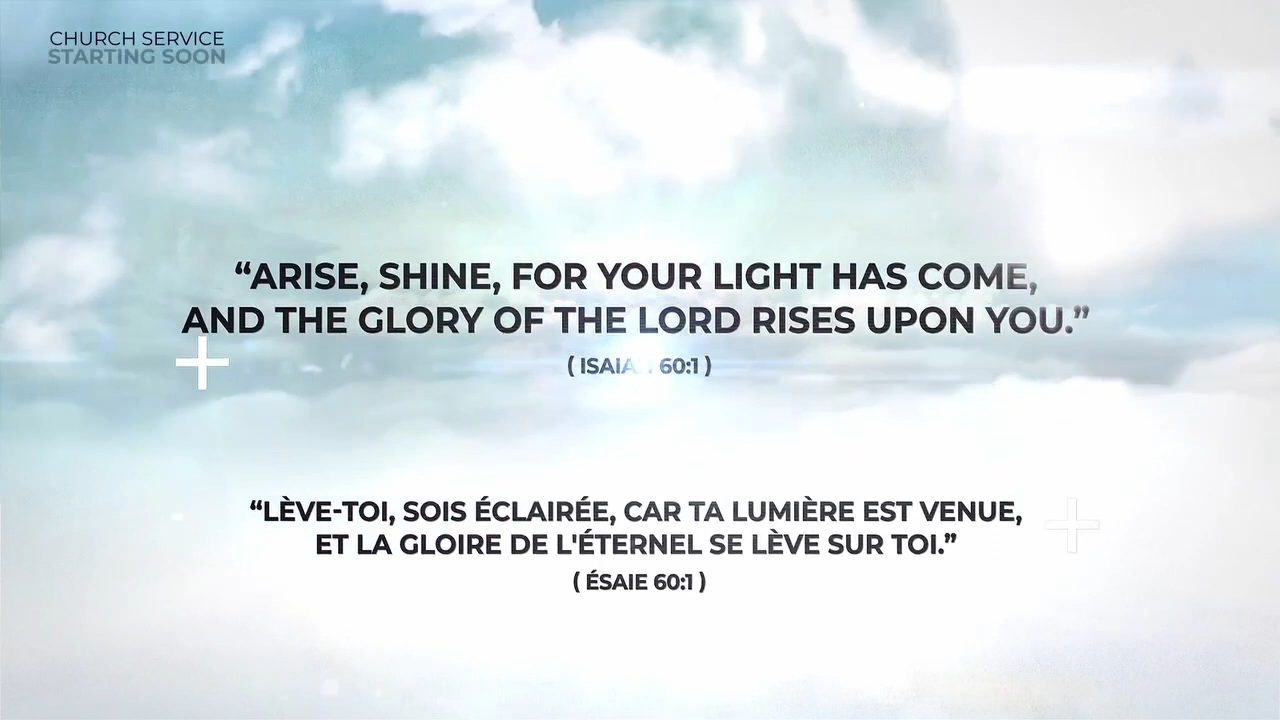 CHURCH SERVICE
STARTING SOON
“ARISE, SHINE, FOR YOUR LIGHT HAS COME,
AND THE GLORY OF THE LORD RISES UPON YOU.”
( ISAIAH 60:1 )
“LÈVE-TOI, SOIS ÉCLAIRÉE, CAR TA LUMIÈRE EST VENUE,
ET LA GLOIRE DE L'ÉTERNEL SE LÈVE SUR TOI.”
( ÉSAIE 60:1 )